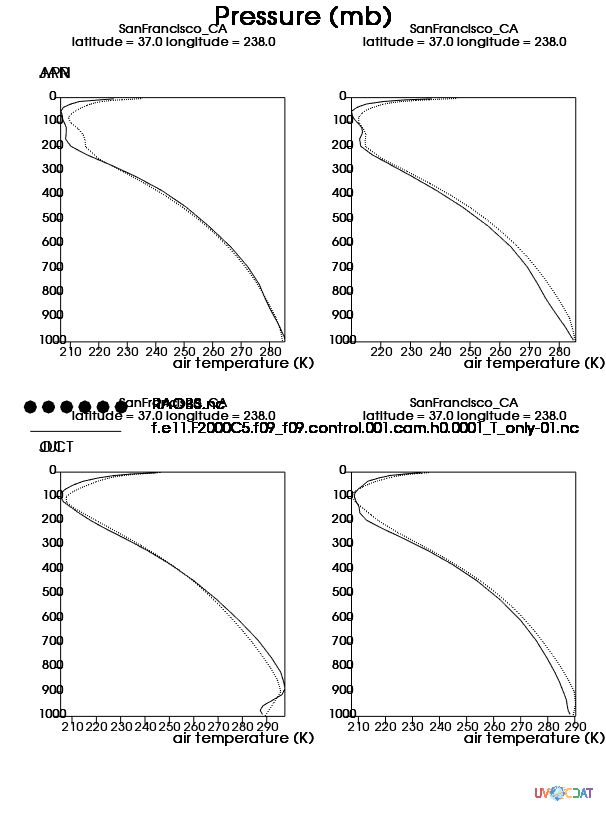 Pressure (mb)
SanFrancisco_CA
latitude = 37.0 longitude = 238.0
SanFrancisco_CA
latitude = 37.0 longitude = 238.0
0
100
200
300
400
500
600
700
800
900
1000
210 220 230 240 250 260 270 280
air temperature (K)
0
100
200
300
400
500
600
700
800
900
1000
220 230 240 250 260 270 280
air temperature (K)
SanFrancisco_CA
latitude = 37.0 longitude = 238.0
SanFrancisco_CA
latitude = 37.0 longitude = 238.0
f.e11.F2000C5.f09_f09.control.001.cam.h0.0001_T_only-01.nc
0
100
200
300
400
500
600
700
800
900
1000
210 220 230 240 250 260 270 280 290
air temperature (K)
0
100
200
300
400
500
600
700
800
900
1000
210 220 230 240 250 260 270 280 290
air temperature (K)
UV CDAT